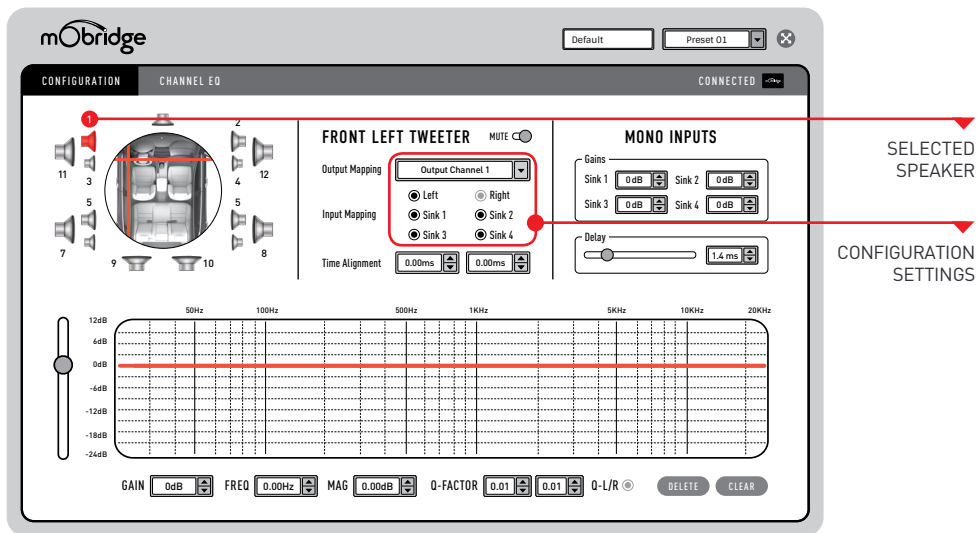 mObridge
Default
Preset 01
CONFIGURATION
CHANNEL EQ
CONNECTED
1
2
11
3
4
12
5
5
7
8
9
10
FRONT LEFT TWEETER
MUTE
Output Mapping
Output Channel 1
Left
Right
Input Mapping
Sink 1
Sink 2
Sink 3
Sink 4
Time Alignment
0.00ms
0.00ms
MONO INPUTS
Gains
Sink 1
0dB
Sink 2
0dB
Sink 3
0dB
Sink 4
0dB
Delay
1.4 ms
SELECTED
SPEAKER
CONFIGURATION
SETTINGS
50Hz
100Hz
500Hz
1KHz
5KHz
10KHz
20KHz
12dB
6dB
0dB
-6dB
-12dB
-18dB
-24dB
GAIN
0dB
FREQ
0.00Hz
MAG
0.00dB
Q-FACTOR
0.01
0.01
Q-L/R
DELETE
CLEAR